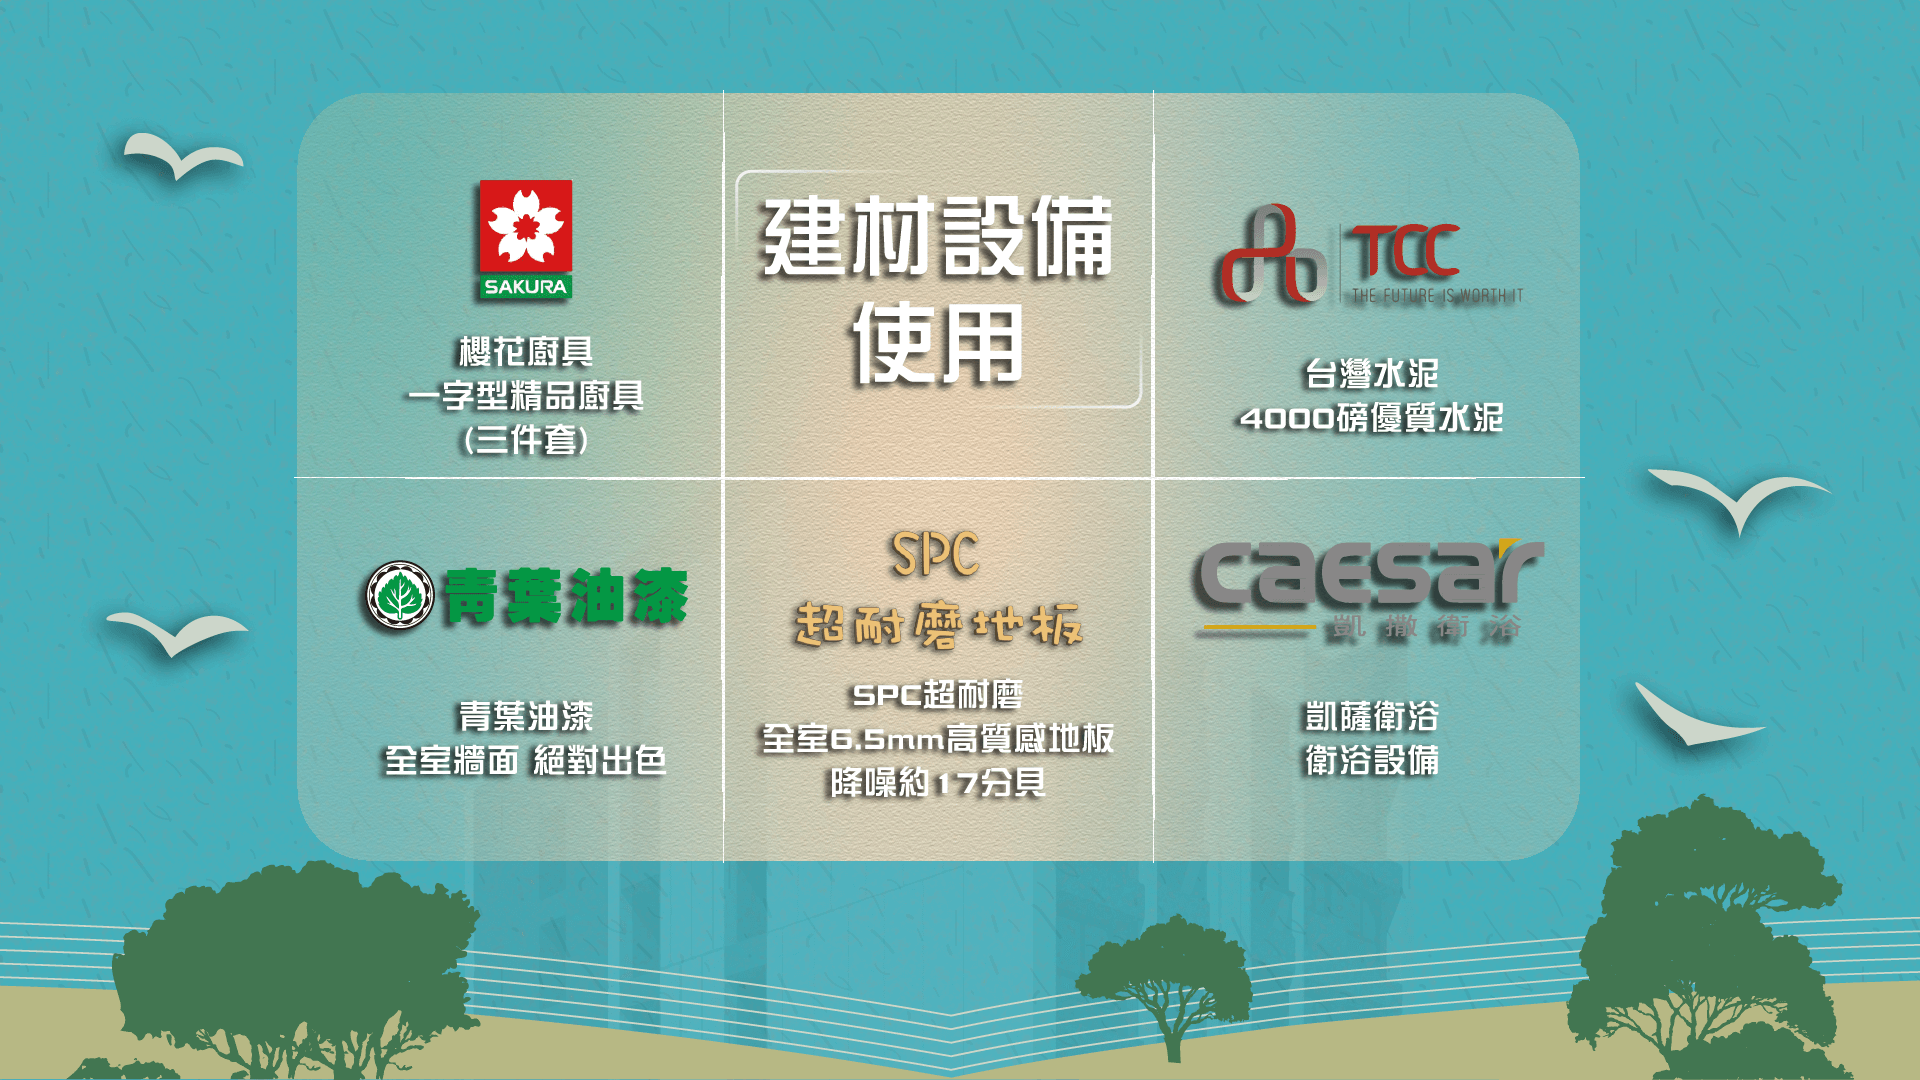 SAKURA
櫻花廚具
一字型精品廚具
(三件套)
建材設備
使用
TCC
THE FUTURE IS WORTH IT
台灣水泥
4000磅優質水泥
青葉油漆
青葉油漆
全室牆面 絕對出色
SPC
超耐磨地板
SPC超耐磨
全室6.5mm高質感地板
降噪約17分貝
caesar
凱撒衛浴
凱薩衛浴
衛浴設備